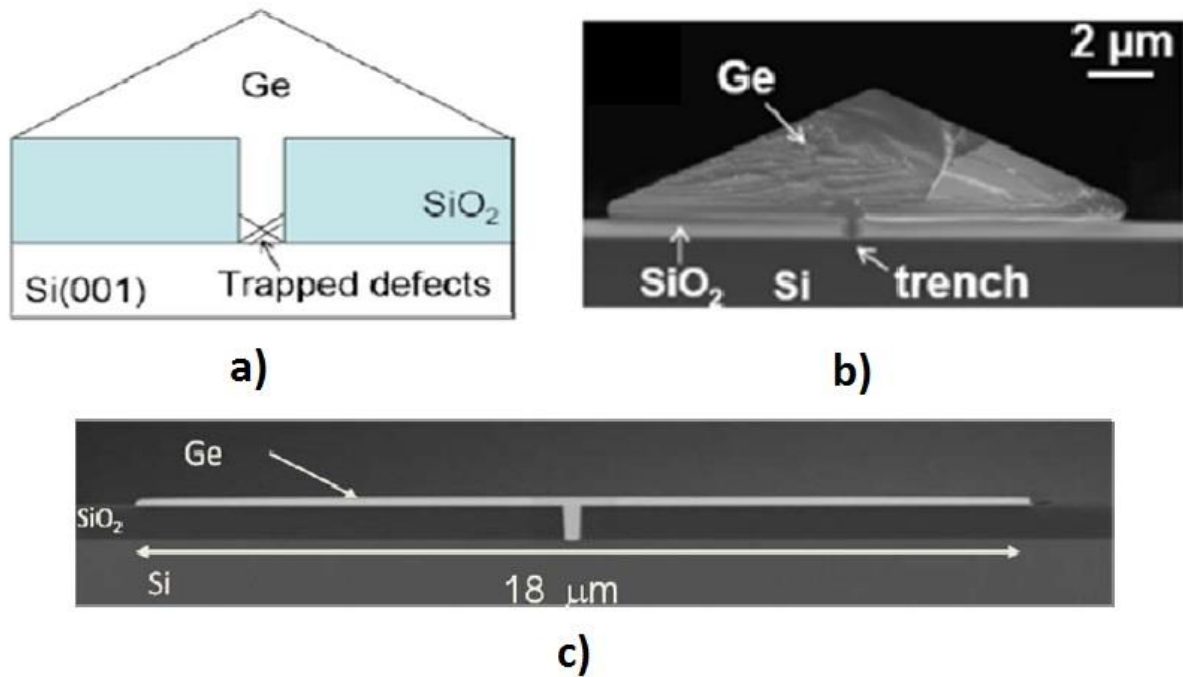 Ge
SiO₂
Si(001)
Trapped defects
a)
2 μm
Ge
SiO₂
Si
trench
b)
Ge
SiO₂
Si
18 μm
c)